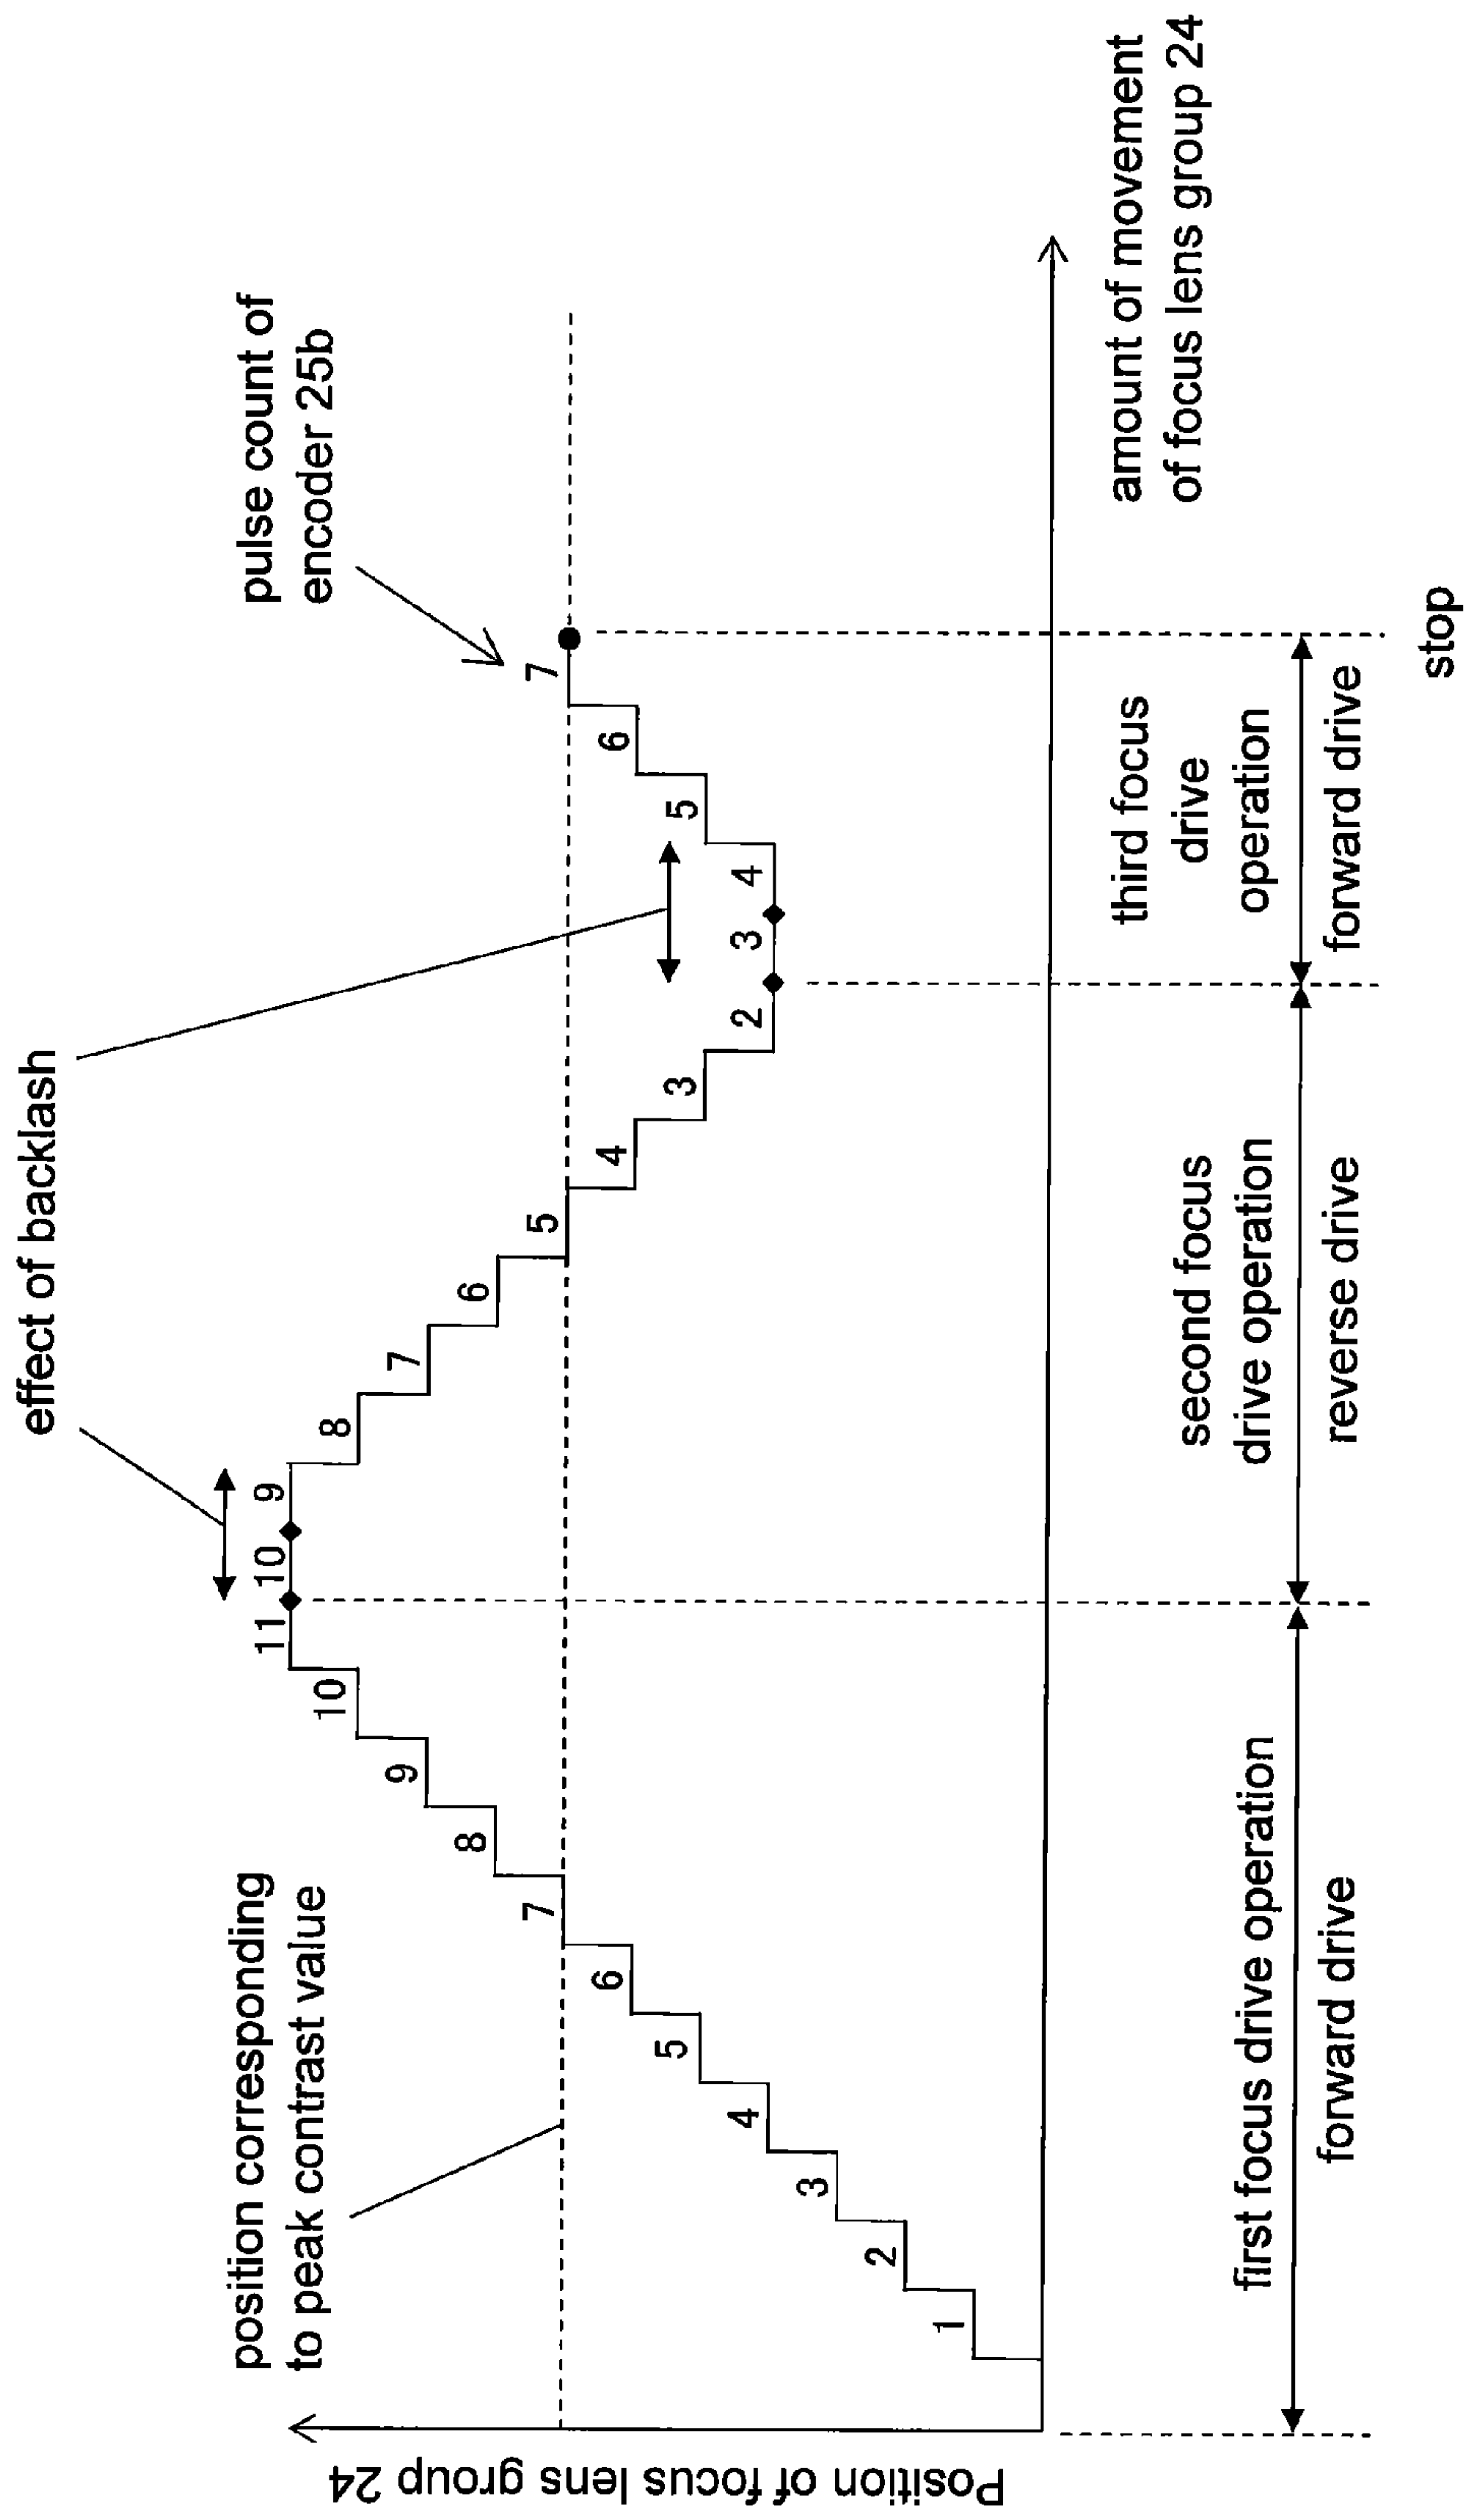 effect of backlash
position corresponding
to peak contrast value
pulse count of
encoder 25b
Position of focus lens group 24
1
2
3
4
5
6
7
8
9
10
11
10
9
8
7
6
5
4
3
2
3
4
5
6
7
amount of movement
of focus lens group 24
first focus drive operation
forward drive
second focus
drive operation
reverse drive
third focus
drive
operation
forward drive
stop